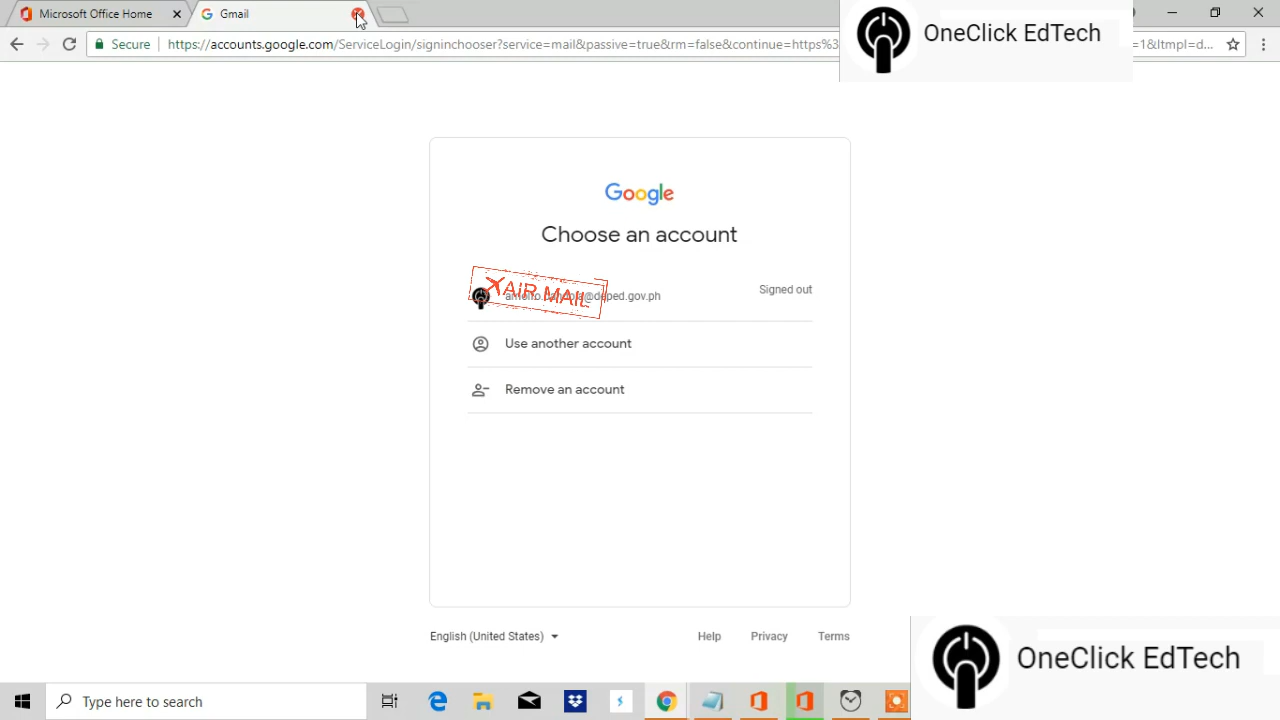 Microsoft Office Home
Gmail
OneClick EdTech
Secure
https://accounts.google.com/ServiceLogin/signinchooser?service=mail&passive=true&rm=false&continue=https%3
=1&ltmpl=d...
Google
Choose an account
AIR MAIL
@deped.gov.ph
Signed out
Use another account
Remove an account
English (United States)
Help
Privacy
Terms
OneClick EdTech
Type here to search